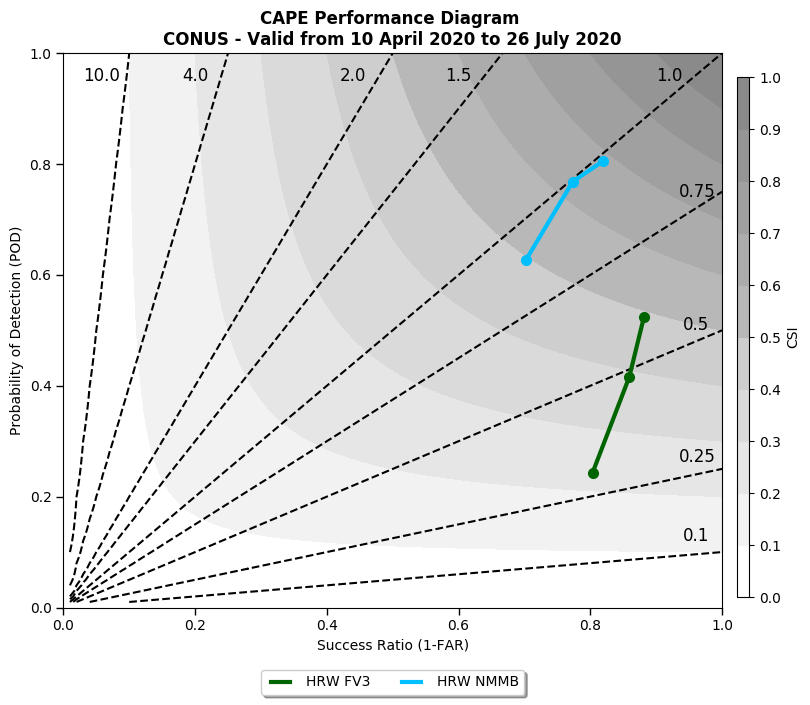 CAPE Performance Diagram
CONUS - Valid from 10 April 2020 to 26 July 2020
10.0 4.0 2.0 1.5 1.0
0.75
0.5
0.25
0.1
1.0
0.8
0.6
0.4
0.2
0.0
Probability of Detection (POD)
0.0 0.2 0.4 0.6 0.8 1.0
Success Ratio (1-FAR)
1.0
0.9
0.8
0.7
0.6
0.5
0.4
0.3
0.2
0.1
0.0
CSI
HRW FV3 HRW NMMB